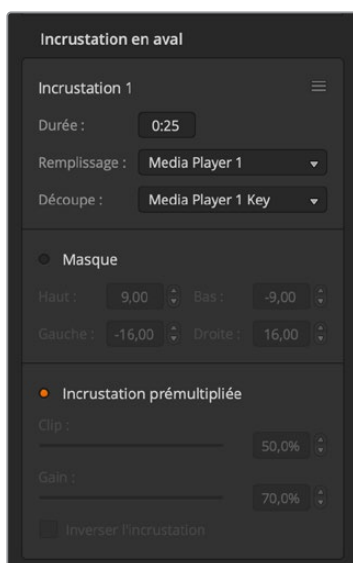 Incrustation en aval
Incrustation 1
Durée : 0:25
Remplissage : Media Player 1
Découpe : Media Player 1 Key
Masque
Haut : 9,00 Bas : -9,00
Gauche : -16,00 Droite : 16,00
Incrustation prémultipliée
Clip :
50,0%
Gain :
70,0%
Inverser l'incrustation